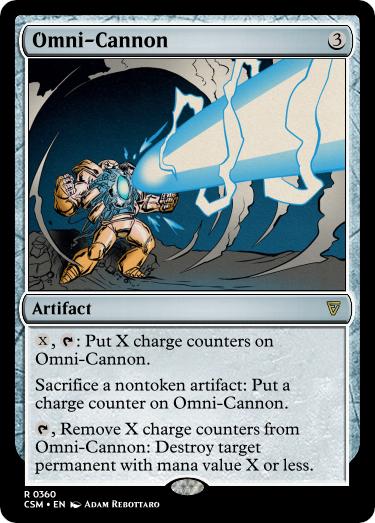 Omni-Cannon 3
Artifact
X, T: Put X charge counters on
Omni-Cannon.
Sacrifice a nontoken artifact: Put a
charge counter on Omni-Cannon.
T, Remove X charge counters from
Omni-Cannon: Destroy target
permanent with mana value X or less.
R 0360
CSM • EN Adam Rebottaro